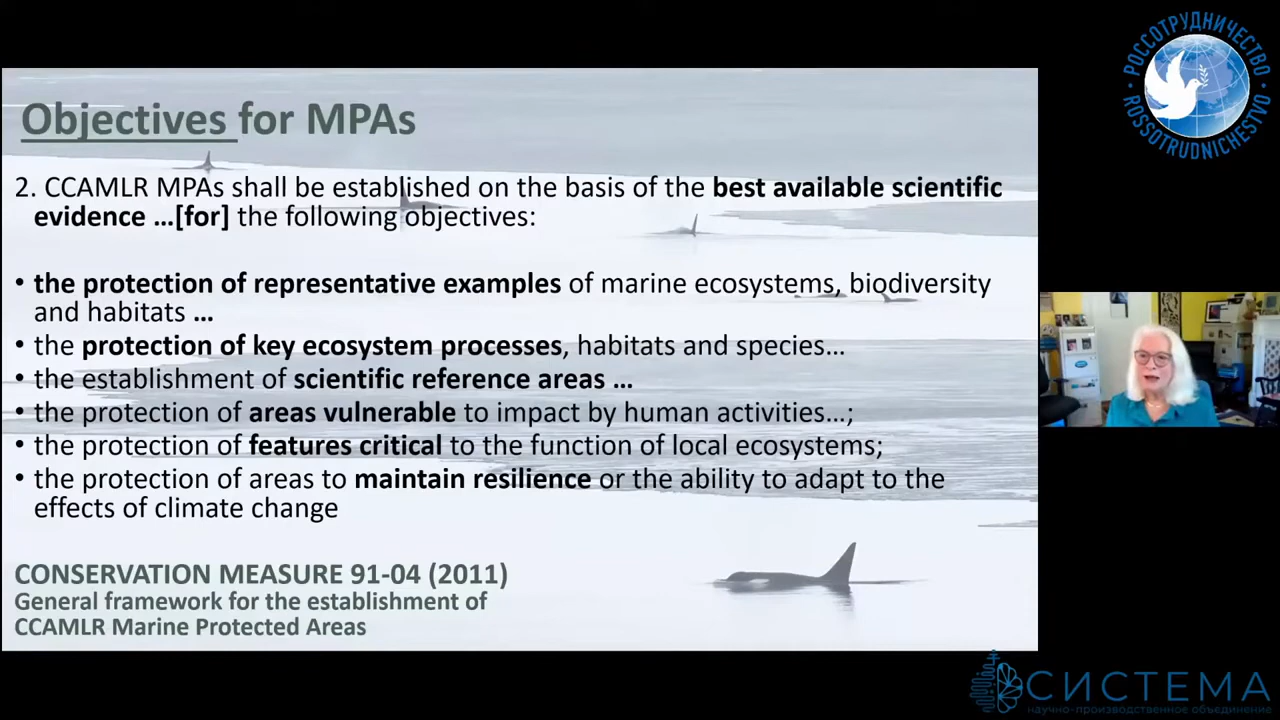 Objectives for MPAs
2. CCAMLR MPAs shall be established on the basis of the best available scientific
evidence ...[for] the following objectives:
• the protection of representative examples of marine ecosystems, biodiversity
and habitats ...
• the protection of key ecosystem processes, habitats and species...
• the establishment of scientific reference areas ...
• the protection of areas vulnerable to impact by human activities...;
• the protection of features critical to the function of local ecosystems;
• the protection of areas to maintain resilience or the ability to adapt to the
effects of climate change
CONSERVATION MEASURE 91-04 (2011)
General framework for the establishment of
CCAMLR Marine Protected Areas
РОССОТРУДНИЧЕСТВО
ROSSOTRUDNICHESTVO
СИСТЕМА
научно-производственное объединение